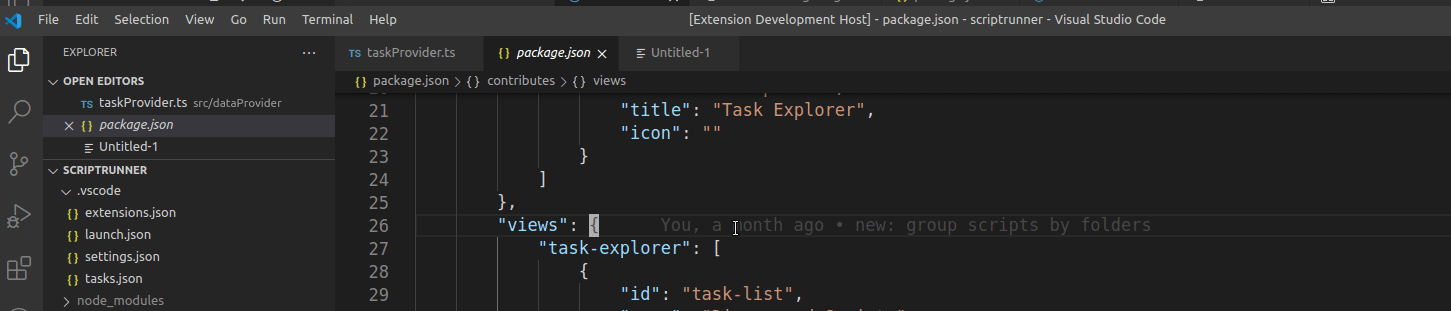 File Edit Selection View Go Run Terminal Help [Extension Development Host] - package.json - scriptrunner - Visual Studio Code
EXPLORER ···
OPEN EDITORS
TS taskProvider.ts src/dataProvider
{} package.json
Untitled-1
SCRIPTRUNNER
.vscode
{} extensions.json
{} launch.json
{} settings.json
{} tasks.json
node_modules
TS taskProvider.ts {} package.json Untitled-1
{} package.json > {} contributes > {} views
21 "title": "Task Explorer",
22 "icon": ""
23 }
24 ]
25 },
26 "views": { You, a month ago • new: group scripts by folders
27 "task-explorer": [
28 {
29 "id": "task-list",